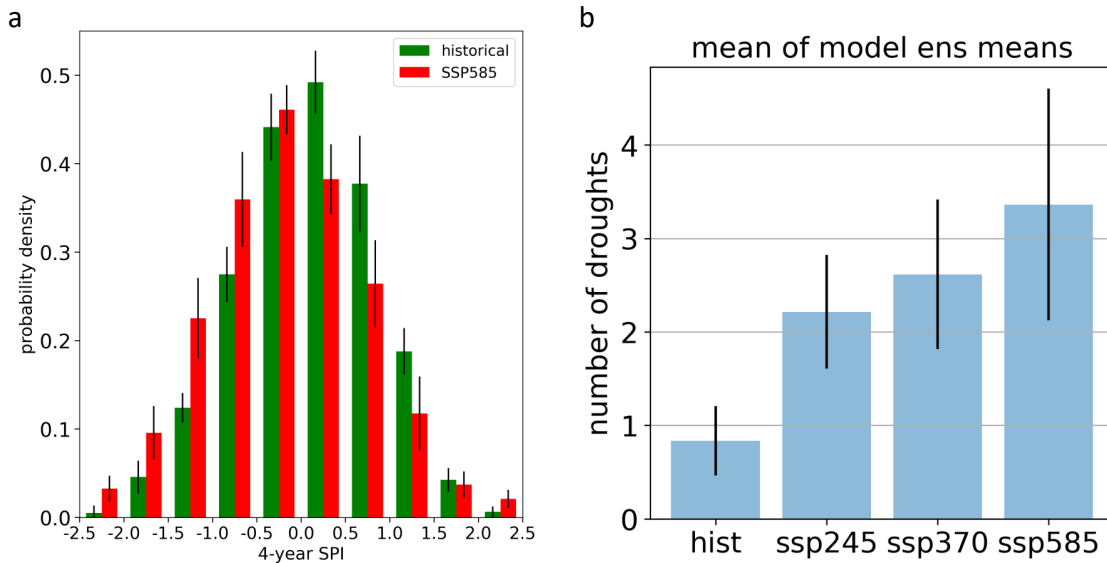 a
historical
SSP585
0.5
0.4
0.3
0.2
0.1
0.0
probability density
-2.5 -2.0 -1.5 -1.0 -0.5 0.0 0.5 1.0 1.5 2.0 2.5
4-year SPI
b
mean of model ens means
4
3
2
1
0
number of droughts
hist ssp245 ssp370 ssp585